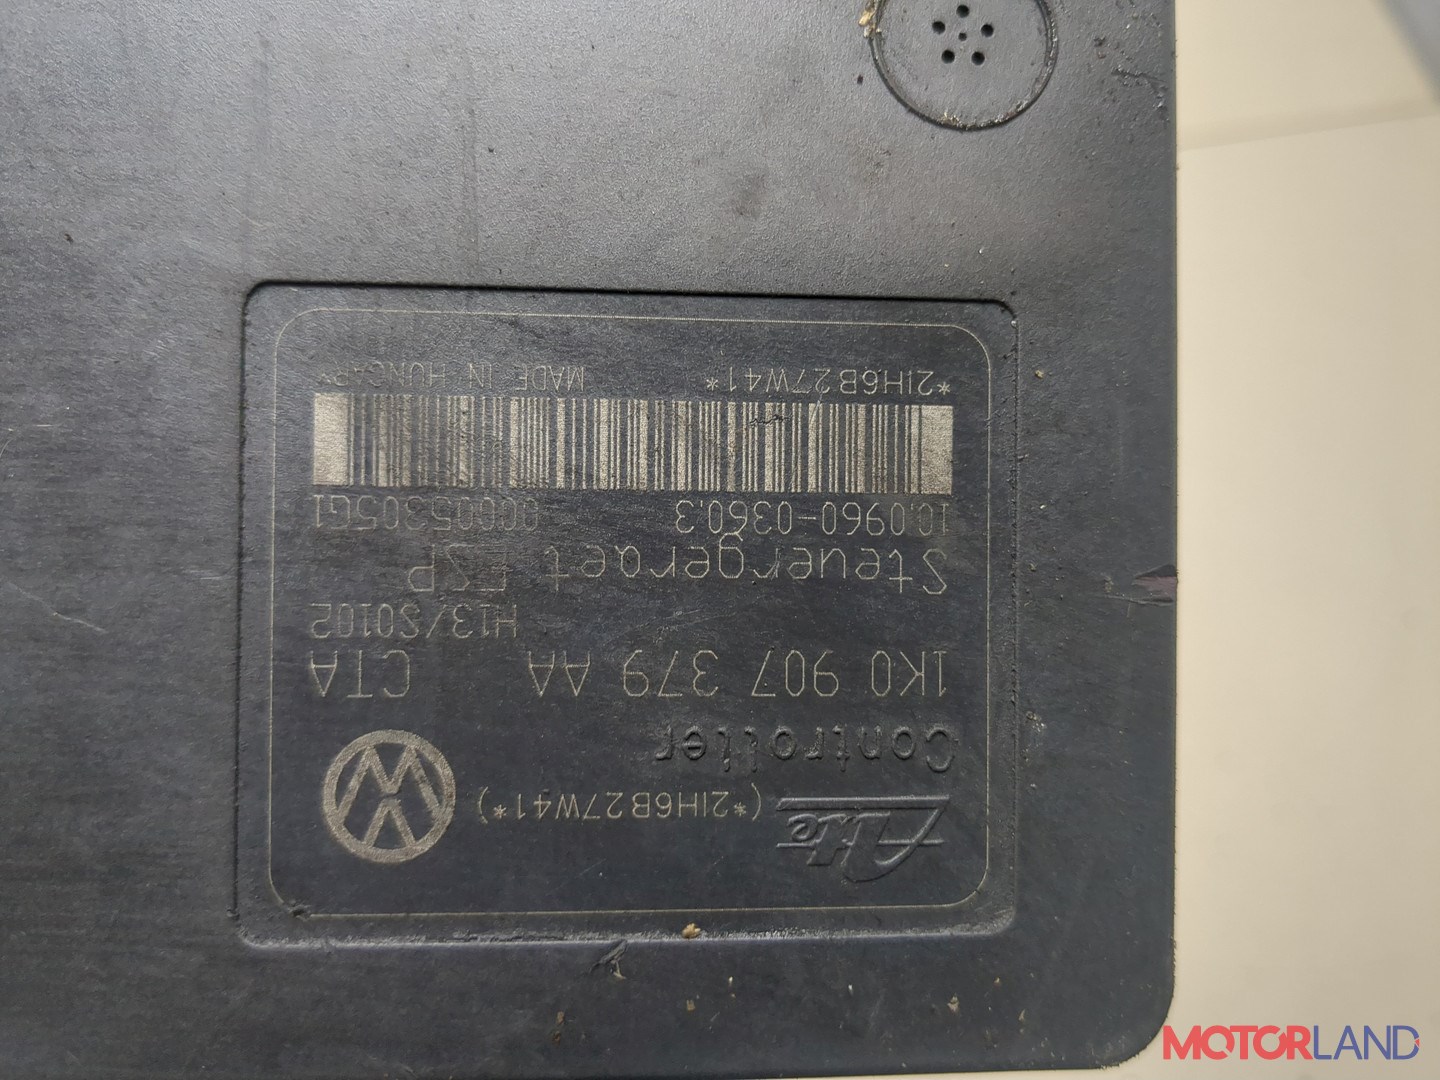 Ate (*2IH6B27W41*)
Controller
1K0 907 379 AA CTA
H13/S0102
Steuergeraet ESP
10.0960-0360.3 00005305G1
*2IH6B27W41* MADE IN HUNGARY
MOTORLAND